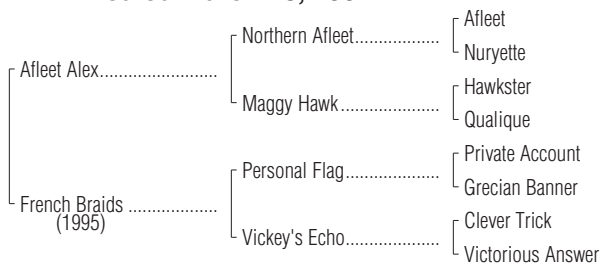 Afleet
Northern Afleet....................
Nuryette
Afleet Alex............................
Hawkster
Maggy Hawk.......................
Qualique
Private Account
Personal Flag......................
Grecian Banner
French Braids .....................
(1995)
Clever Trick
Vickey's Echo......................
Victorious Answer